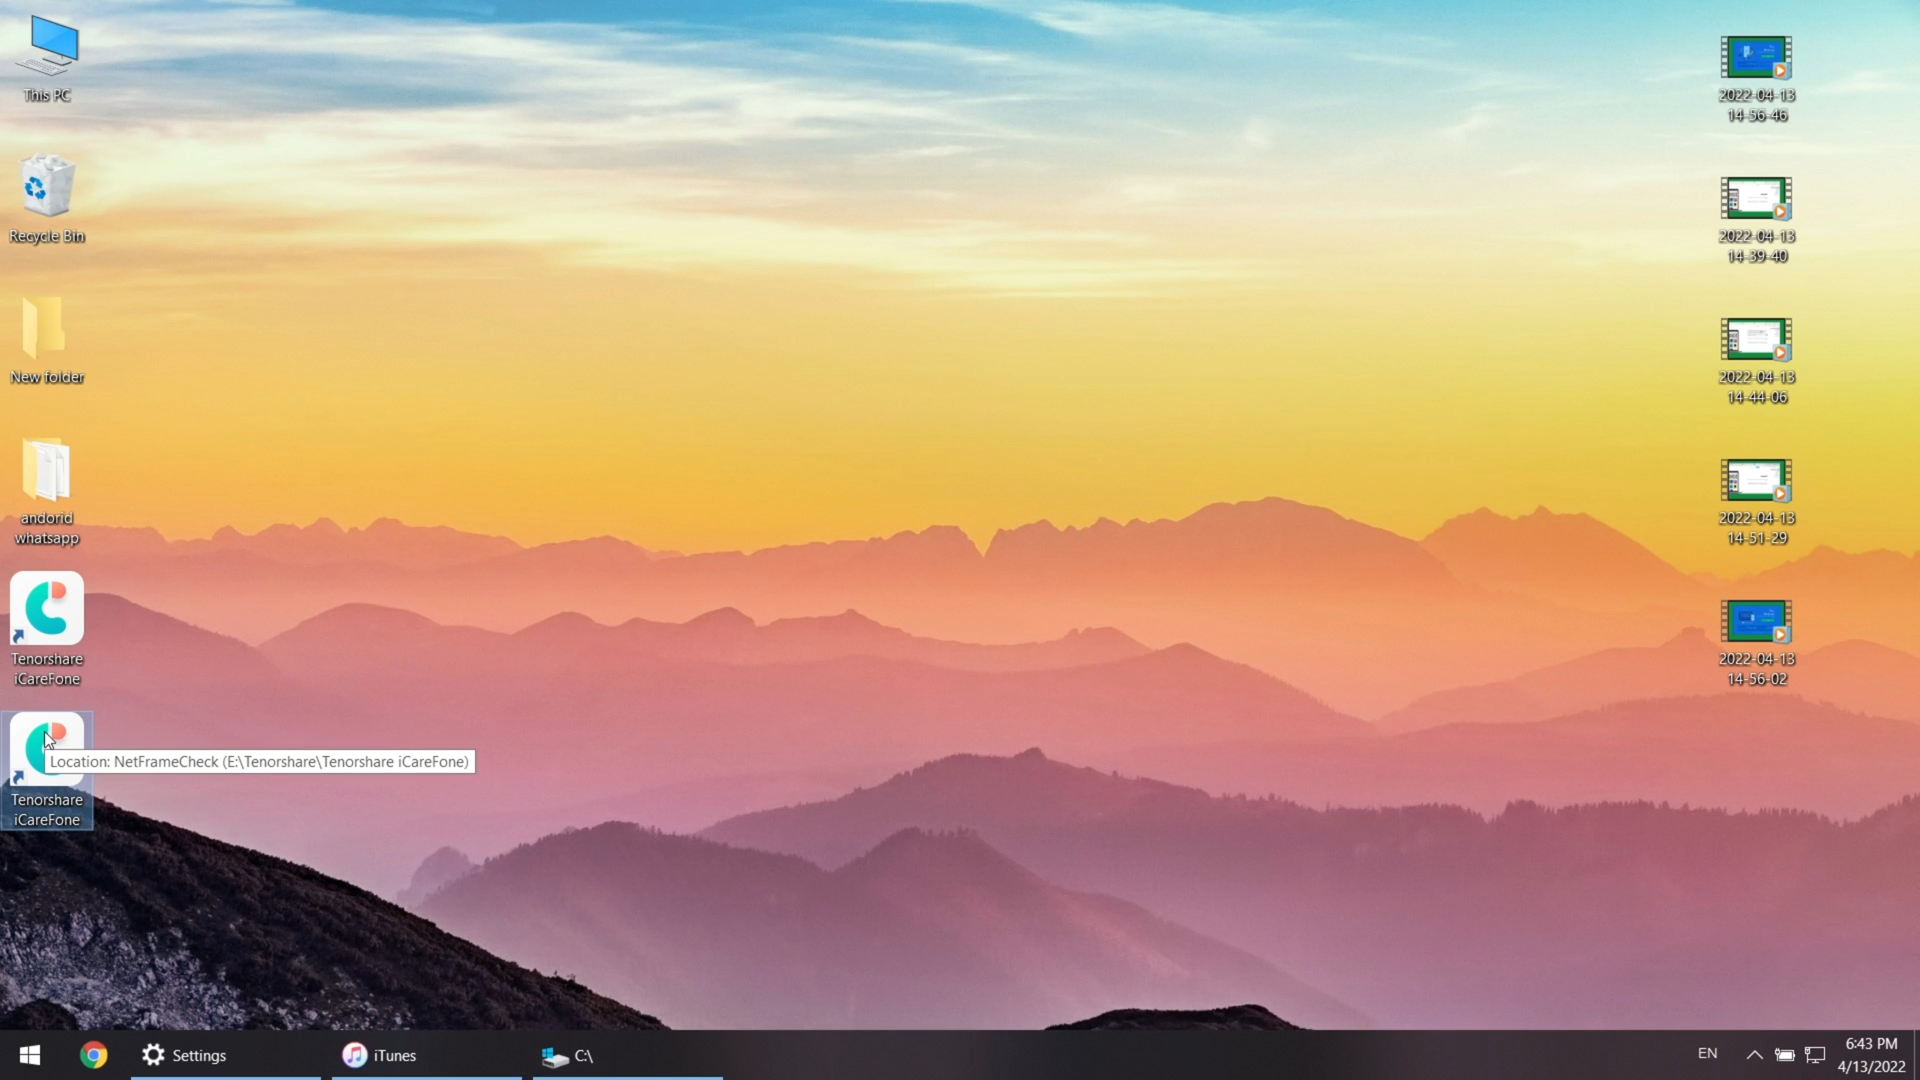 This PC
Recycle Bin
New folder
andorid
whatsapp
Tenorshare
iCareFone
Location: NetFrameCheck (E:\Tenorshare\Tenorshare iCareFone)
Tenorshare
iCareFone
2022-04-13
14-56-46
2022-04-13
14-39-40
2022-04-13
14-44-06
2022-04-13
14-51-29
2022-04-13
14-56-02
Settings
iTunes
C:\
EN
6:43 PM
4/13/2022